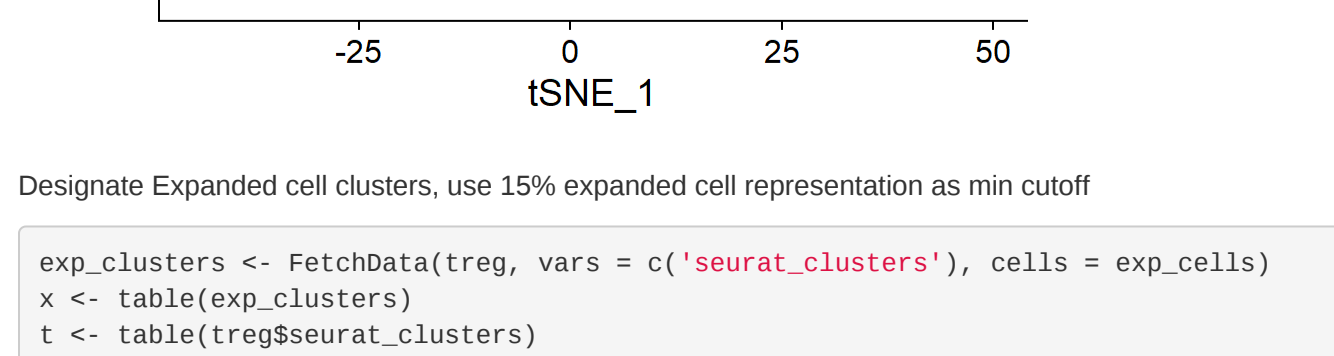 -25 0 25 50
tSNE_1
Designate Expanded cell clusters, use 15% expanded cell representation as min cutoff
exp_clusters <- FetchData(treg, vars = c('seurat_clusters'), cells = exp_cells)
x <- table(exp_clusters)
t <- table(treg$seurat_clusters)